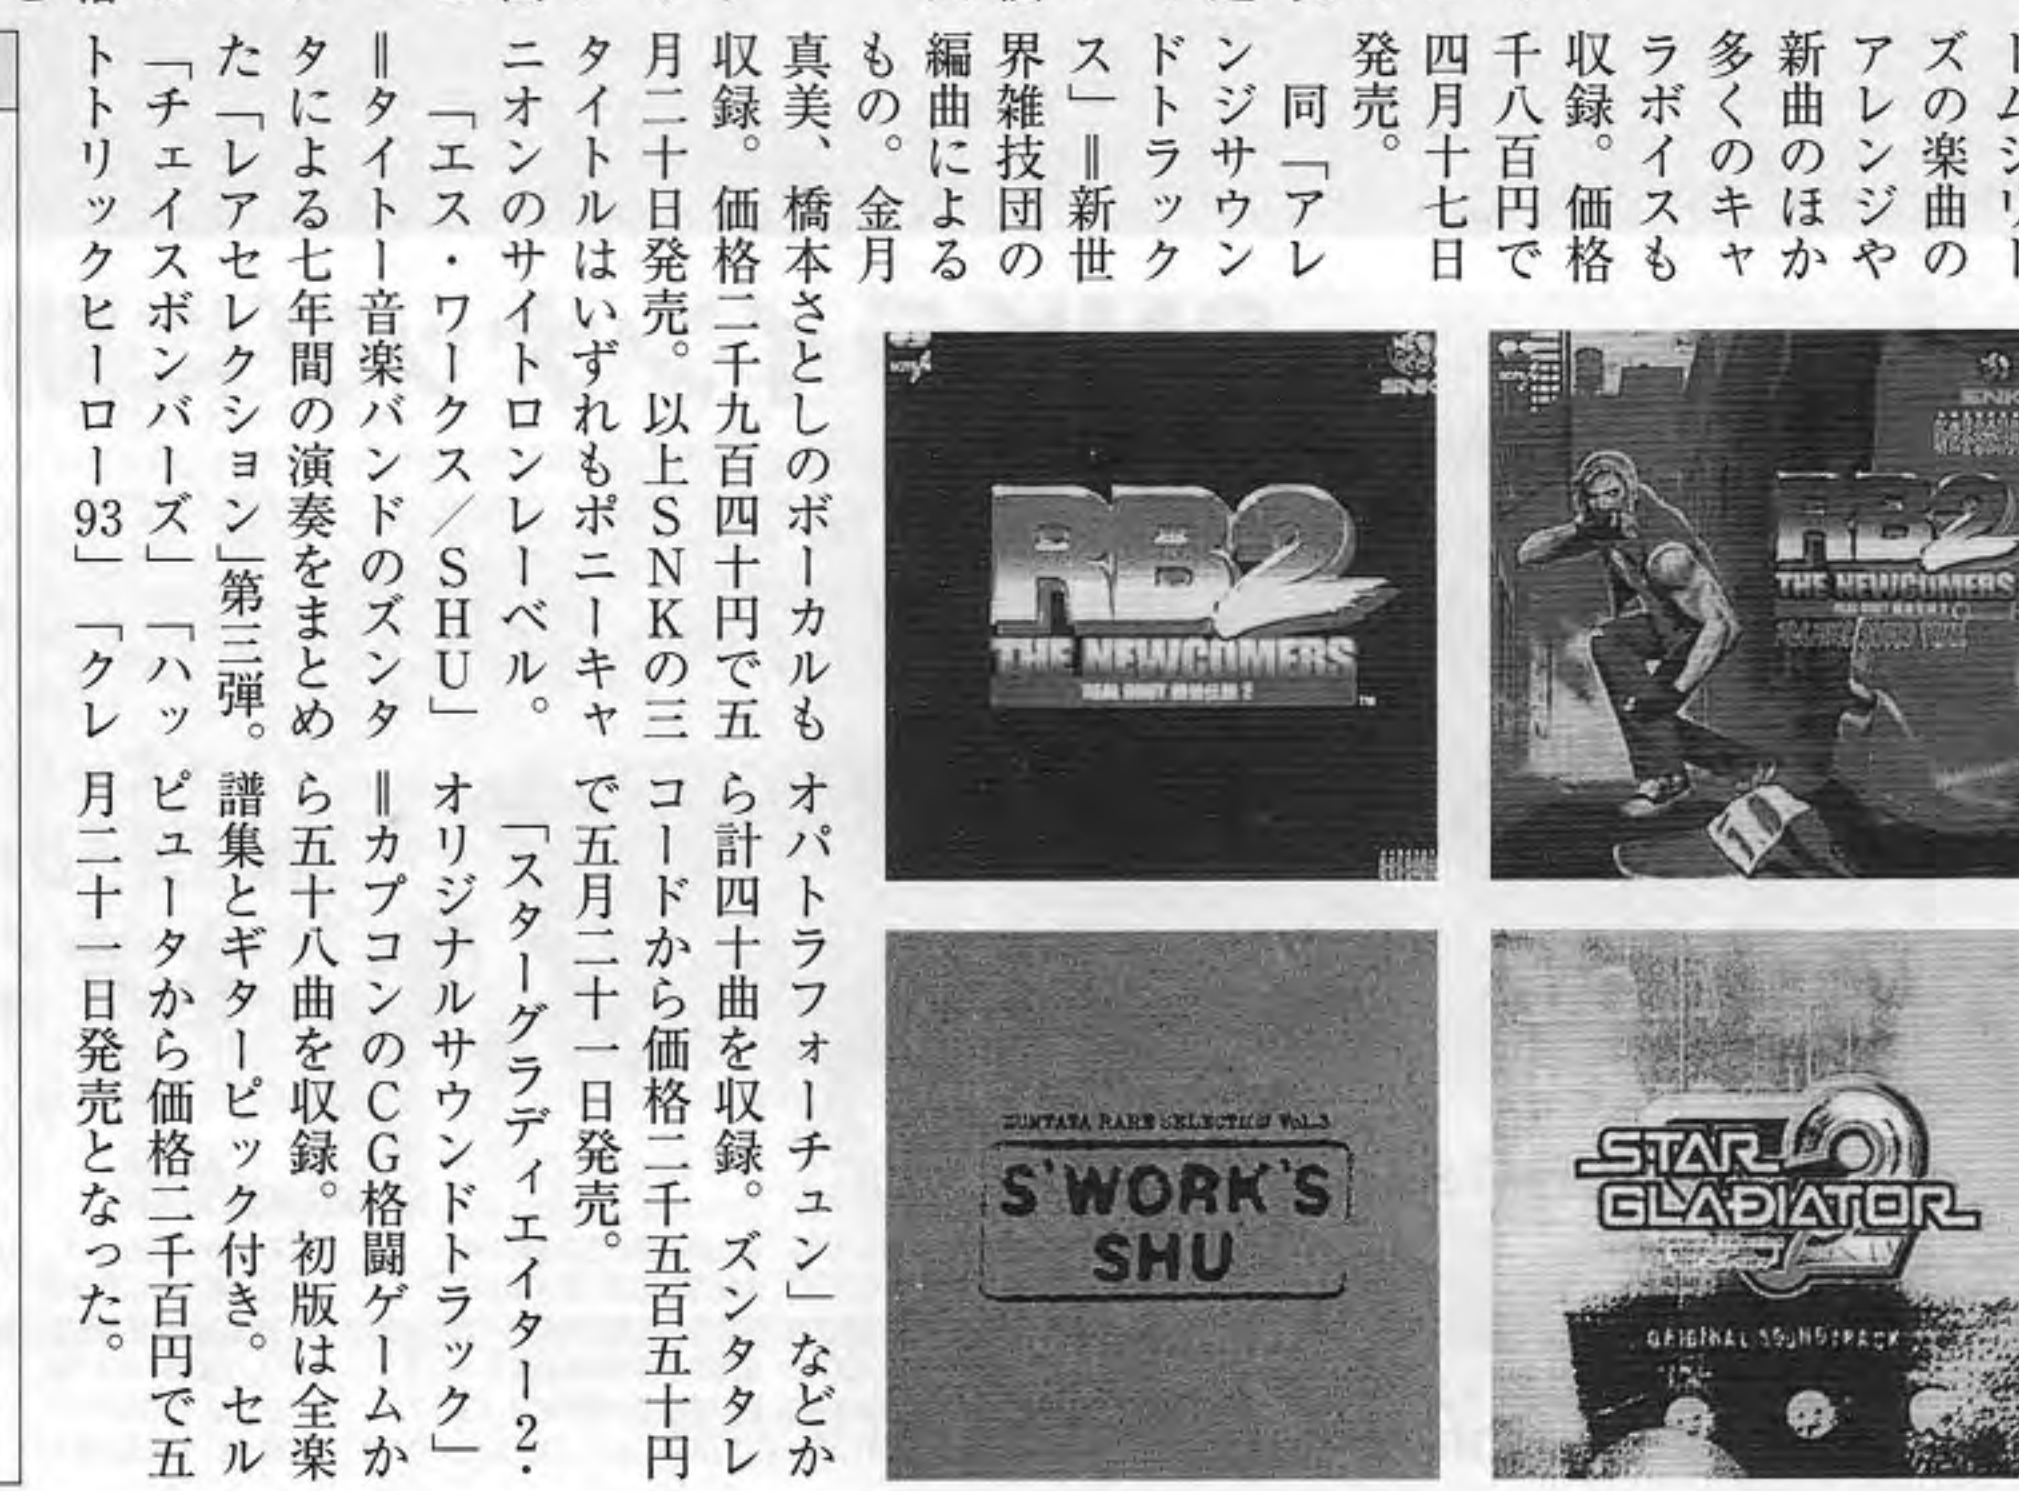 トムシリー
ズの楽曲の
アレンジや
新曲のほか
多くのキャ
ラボイスも
収録。価格
千八百円で
四月十七日
発売。
同「アレ
ンジサウン
ドトラック
ス」＝新世
界雑技団の
編曲による
もの。金月
真美、橋本さとしのボーカルも
収録。価格二千九百四十円で五
月二十日発売。以上SNKの三
タイトルはいずれもポニーキャ
ニオンのサイトロンレーベル。
「エス・ワークス／SHU」
＝タイトー音楽バンドのズンタ
タによる七年間の演奏をまとめ
た「レアセレクション」第三弾。
「チェイスボンバーズ」「ハッ
トトリックヒーロー93」「クレ
オパトラフォーチュン」などか
ら計四十曲を収録。ズンタタレ
コードから価格二千五百五十円
で五月二十一日発売。
「スターグラディエイター2・
オリジナルサウンドトラック」
＝カプコンのCG格闘ゲームか
ら五十八曲を収録。初版は全楽
譜集とギターピック付き。セル
ピュータから価格二千百円で五
月二十一日発売となった。
SNK
RB2
THE NEWCOMERS
REAL BOUT 餓狼伝説2
TM
SNK
RB2
THE NEWCOMERS
10
ZUNTATA RARE SELECTION Vol.3
S'WORK'S
SHU
STAR
GLADIATOR
2
ORIGINAL SOUNDTRACK